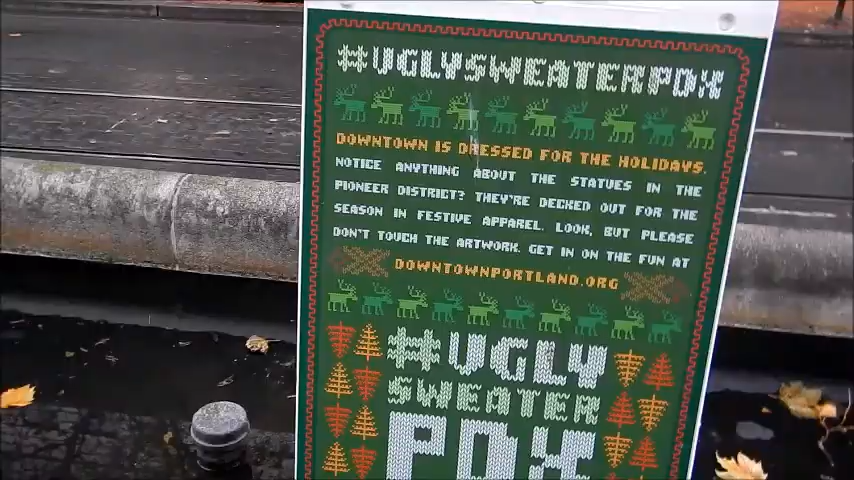 #UGLYSWEATERPDX
DOWNTOWN IS DRESSED FOR THE HOLIDAYS.
NOTICE ANYTHING ABOUT THE STATUES IN THE
PIONEER DISTRICT? THEY'RE DECKED OUT FOR THE
SEASON IN FESTIVE APPAREL. LOOK, BUT PLEASE
DON'T TOUCH THE ARTWORK. GET IN ON THE FUN AT
DOWNTOWNPORTLAND.ORG
#UGLY
SWEATER
PDX